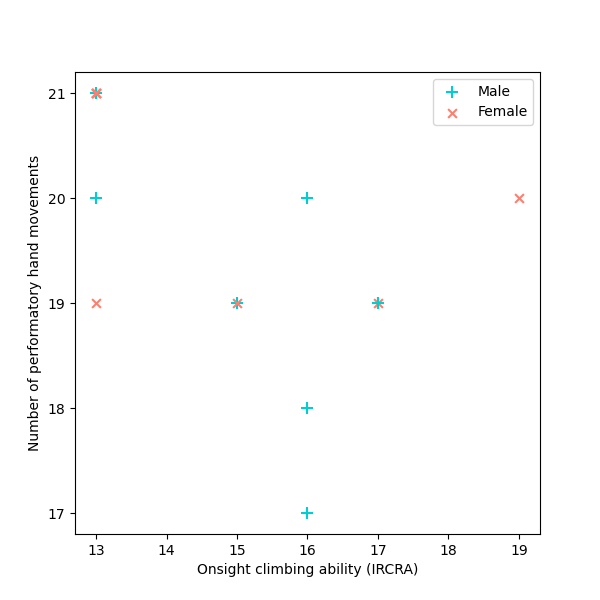 21
20
19
18
17
Number of performatory hand movements
Male
Female
13 14 15 16 17 18 19
Onsight climbing ability (IRCRA)